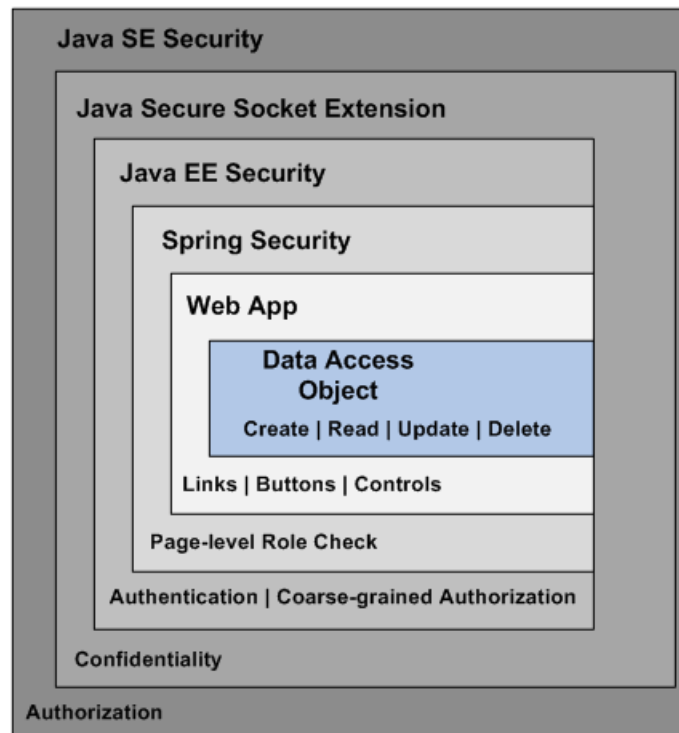 Java SE Security
Java Secure Socket Extension
Java EE Security
Spring Security
Web App
Data Access
Object
Create | Read | Update | Delete
Links | Buttons | Controls
Page-level Role Check
Authentication | Coarse-grained Authorization
Confidentiality
Authorization